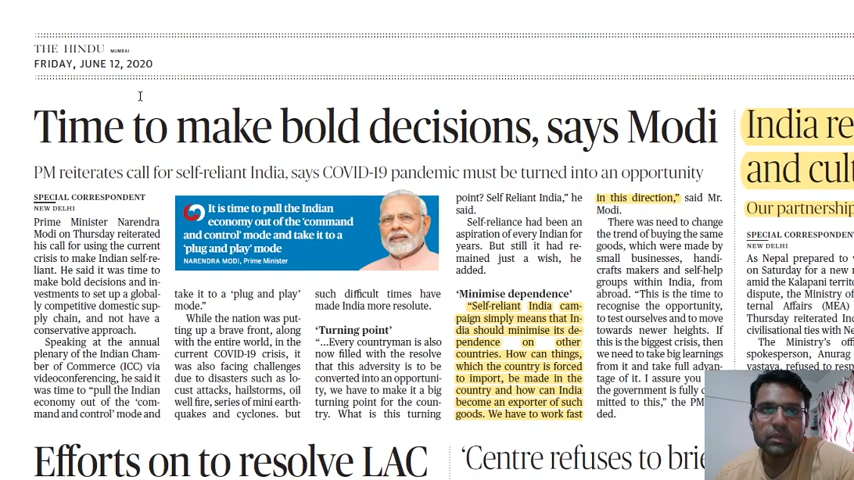 THE HINDU MUMBAI
FRIDAY, JUNE 12, 2020
Time to make bold decisions, says Modi
PM reiterates call for self-reliant India, says COVID-19 pandemic must be turned into an opportunity
SPECIAL CORRESPONDENT
NEW DELHI
Prime Minister Narendra
Modi on Thursday reiterated
his call for using the current
crisis to make Indian self-re-
liant. He said it was time to
make bold decisions and in-
vestments to set up a global-
ly competitive domestic sup-
ply chain, and not have a
conservative approach.
Speaking at the annual
plenary of the Indian Cham-
ber of Commerce (ICC) via
videoconferencing, he said it
was time to “pull the Indian
economy out of the ‘com-
mand and control’ mode and
It is time to pull the Indian
economy out of the ‘command
and control’ mode and take it to a
‘plug and play’ mode
NARENDRA MODI, Prime Minister
take it to a ‘plug and play’
mode.”
While the nation was put-
ting up a brave front, along
with the entire world, in the
current COVID-19 crisis, it
was also facing challenges
due to disasters such as lo-
cust attacks, hailstorms, oil
well fire, series of mini earth-
quakes and cyclones. but
such difficult times have
made India more resolute.
‘Turning point’
“...Every countryman is also
now filled with the resolve
that this adversity is to be
converted into an opportuni-
ty, we have to make it a big
turning point for the coun-
try. What is this turning
point? Self Reliant India,” he
said.
Self-reliance had been an
aspiration of every Indian for
years. But still it had re-
mained just a wish, he
added.
‘Minimise dependence’
“Self-reliant India cam-
paign simply means that In-
dia should minimise its de-
pendence on other
countries. How can things,
which the country is forced
to import, be made in the
country and how can India
become an exporter of such
goods. We have to work fast
in this direction,” said Mr.
Modi.
There was need to change
the trend of buying the same
goods, which were made by
small businesses, handi-
crafts makers and self-help
groups within India, from
abroad. “This is the time to
recognise the opportunity,
to test ourselves and to move
towards newer heights. If
this is the biggest crisis, then
we need to take big learnings
from it and take full advan-
tage of it. I assure you
the government is fully
mitted to this,” the PM
ded.
India re
and cul
Our partnership
SPECIAL CORRESPONDE
NEW DELHI
As Nepal prepared to
on Saturday for a new
amid the Kalapani territo
dispute, the Ministry of
ternal Affairs (MEA)
Thursday reiterated In
civilisational ties with Ne
The Ministry's offi
spokesperson, Anurag
vastava, refused to resp
Efforts on to resolve LAC
‘Centre refuses to brie